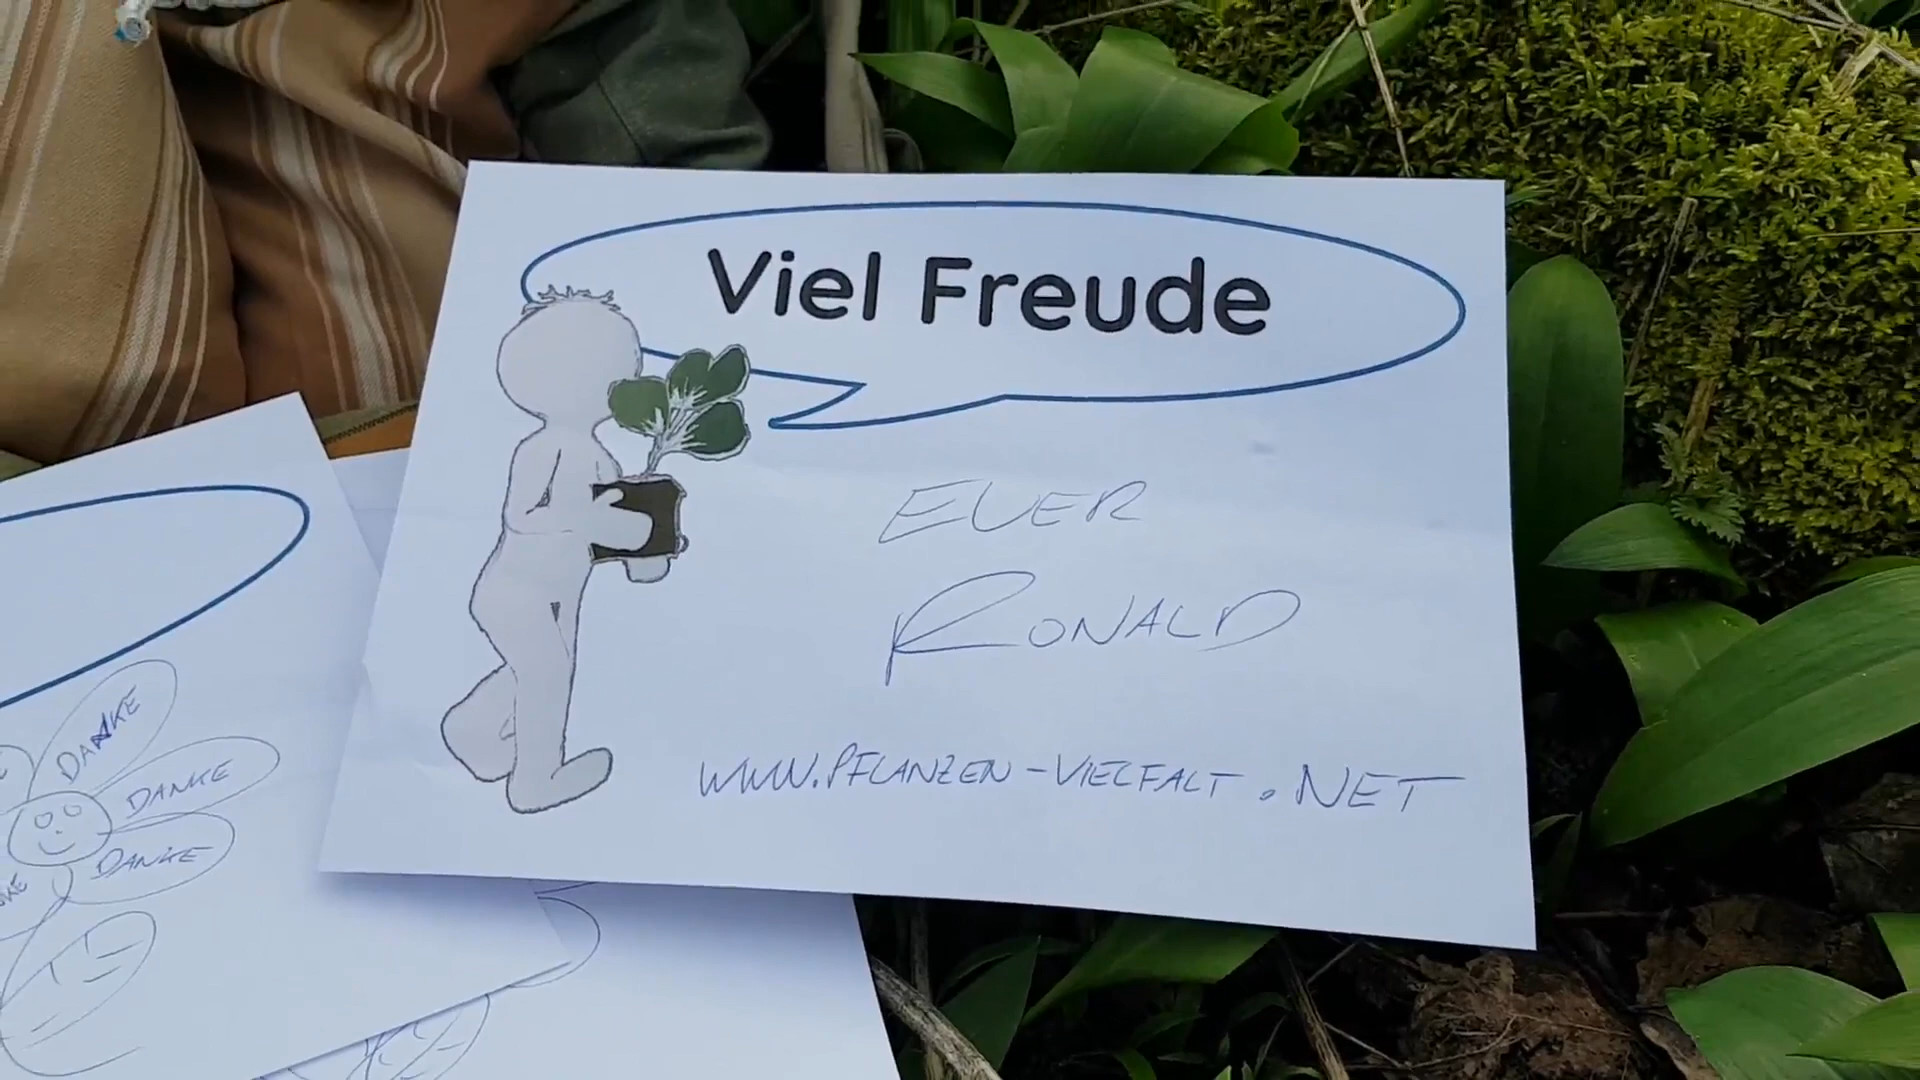 Viel Freude
EUER
RONALD
WWW.PFLANZEN-VIELFALT.NET
DANKE
DANKE
DANKE